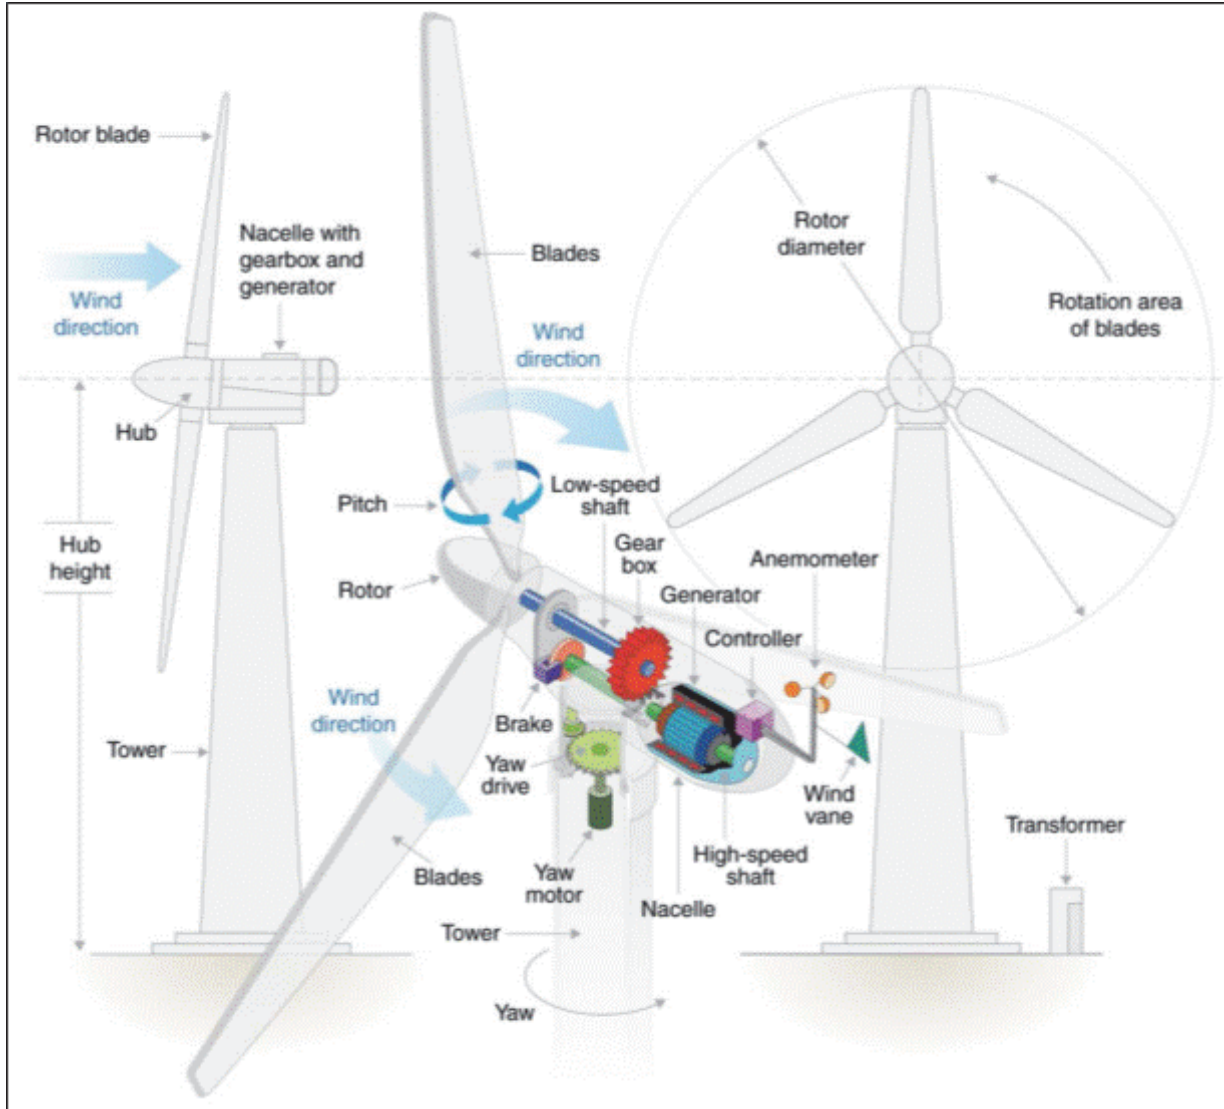 Rotor blade
Nacelle with
gearbox and
generator
Wind
direction
Hub
Hub
height
Tower
Blades
Wind
direction
Pitch
Low-speed
shaft
Gear
box
Rotor
Generator
Controller
Anemometer
Brake
Wind
direction
Yaw
drive
Yaw
motor
Blades
Tower
Yaw
Nacelle
High-speed
shaft
Wind
vane
Rotor
diameter
Rotation area
of blades
Transformer